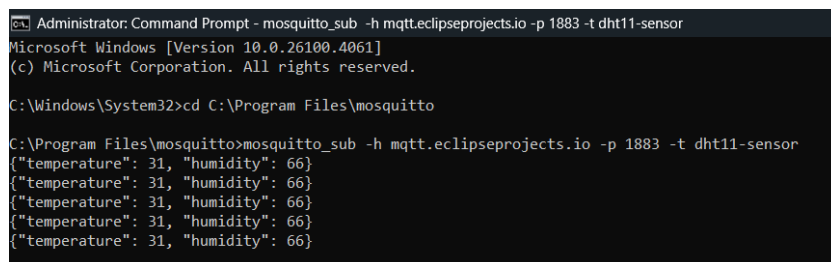 Administrator: Command Prompt - mosquitto_sub -h mqtt.eclipseprojects.io -p 1883 -t dht11-sensor
Microsoft Windows [Version 10.0.26100.4061]
(c) Microsoft Corporation. All rights reserved.
C:\Windows\System32>cd C:\Program Files\mosquitto
C:\Program Files\mosquitto>mosquitto_sub -h mqtt.eclipseprojects.io -p 1883 -t dht11-sensor
{"temperature": 31, "humidity": 66}
{"temperature": 31, "humidity": 66}
{"temperature": 31, "humidity": 66}
{"temperature": 31, "humidity": 66}
{"temperature": 31, "humidity": 66}